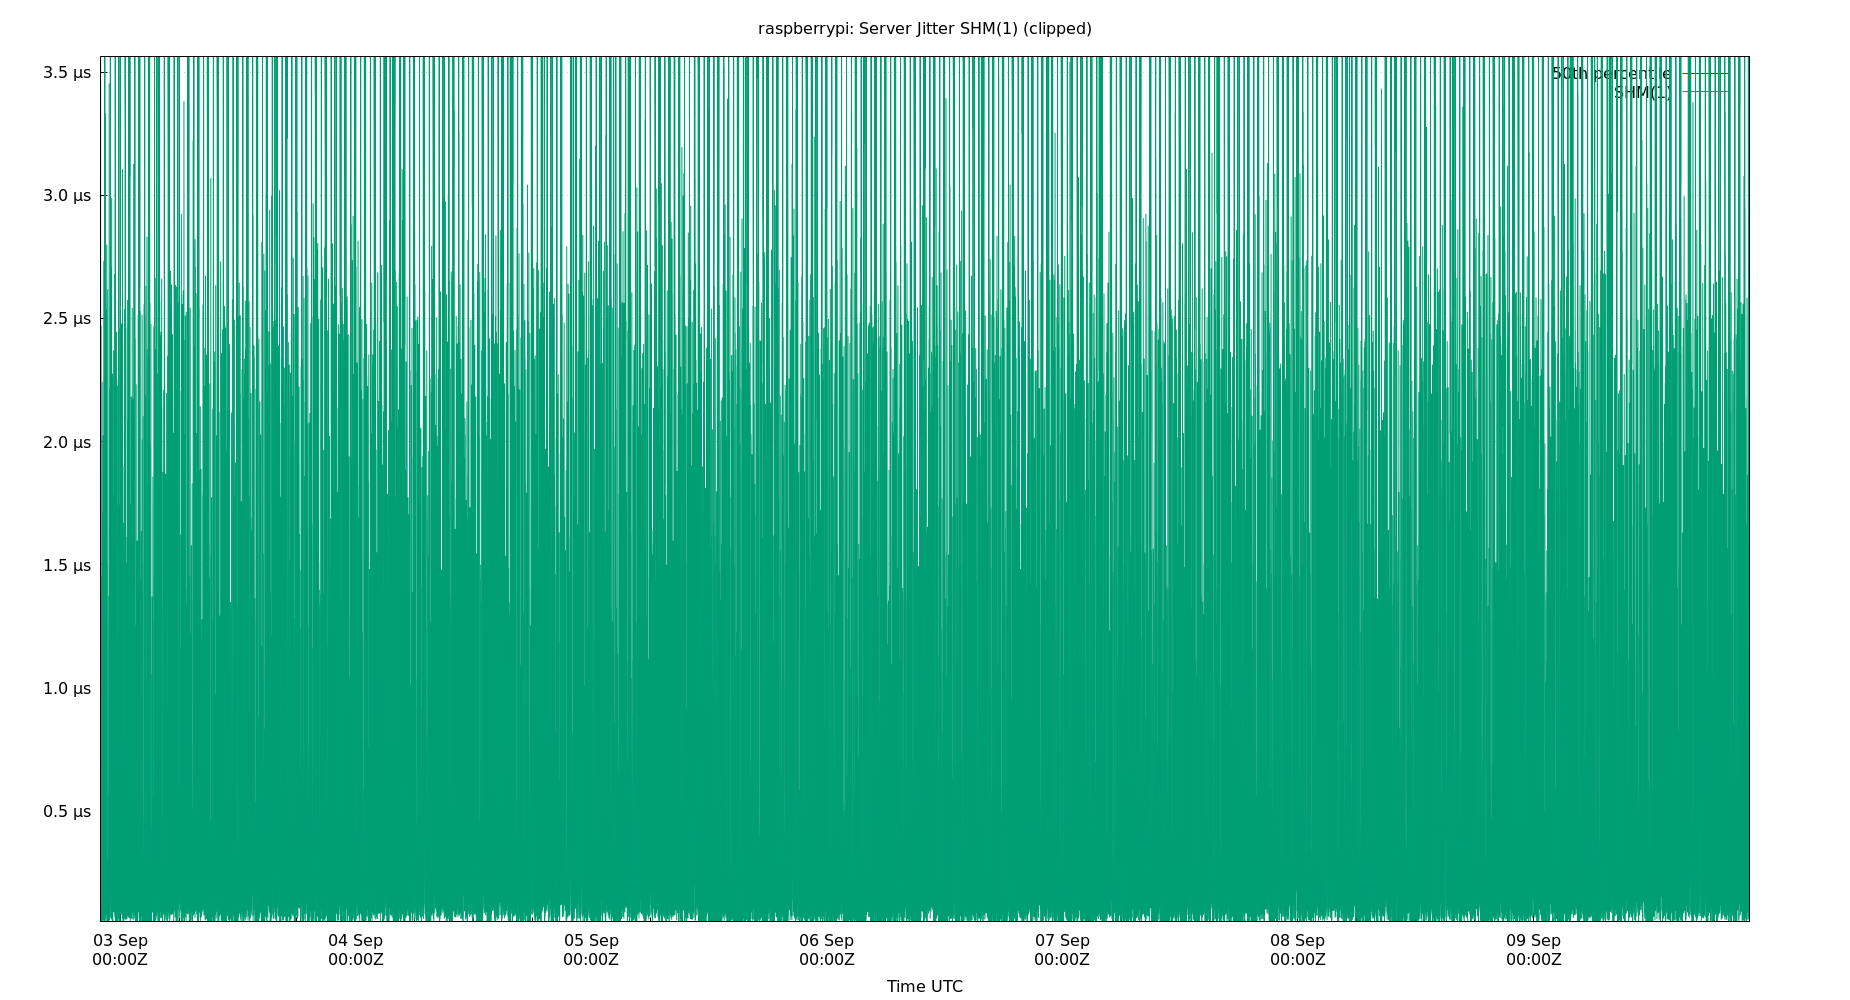 raspberrypi: Server Jitter SHM(1) (clipped)
3.5 µs
50th percentile
SHM(1)
3.0 µs
2.5 µs
2.0 µs
1.5 µs
1.0 µs
0.5 µs
03 Sep 04 Sep 05 Sep 06 Sep 07 Sep 08 Sep 09 Sep
00:00Z 00:00Z 00:00Z 00:00Z 00:00Z 00:00Z 00:00Z
Time UTC